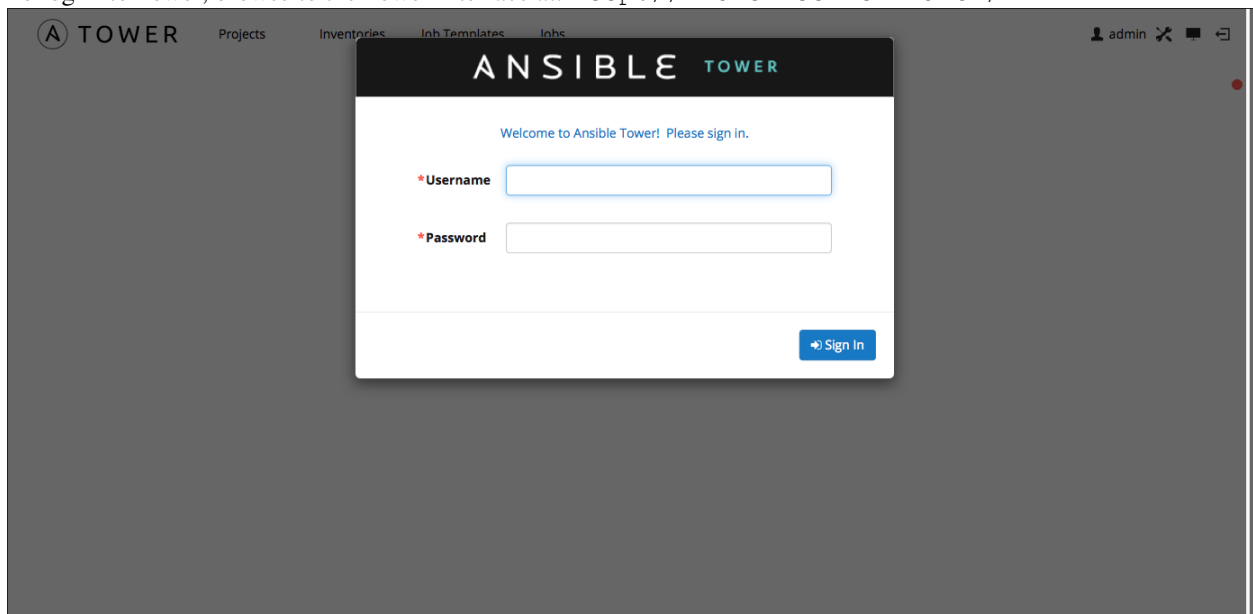 TOWER Projects Inventories Job Templates Jobs admin
ANSIBLE TOWER
Welcome to Ansible Tower! Please sign in.
*Username
*Password
Sign In